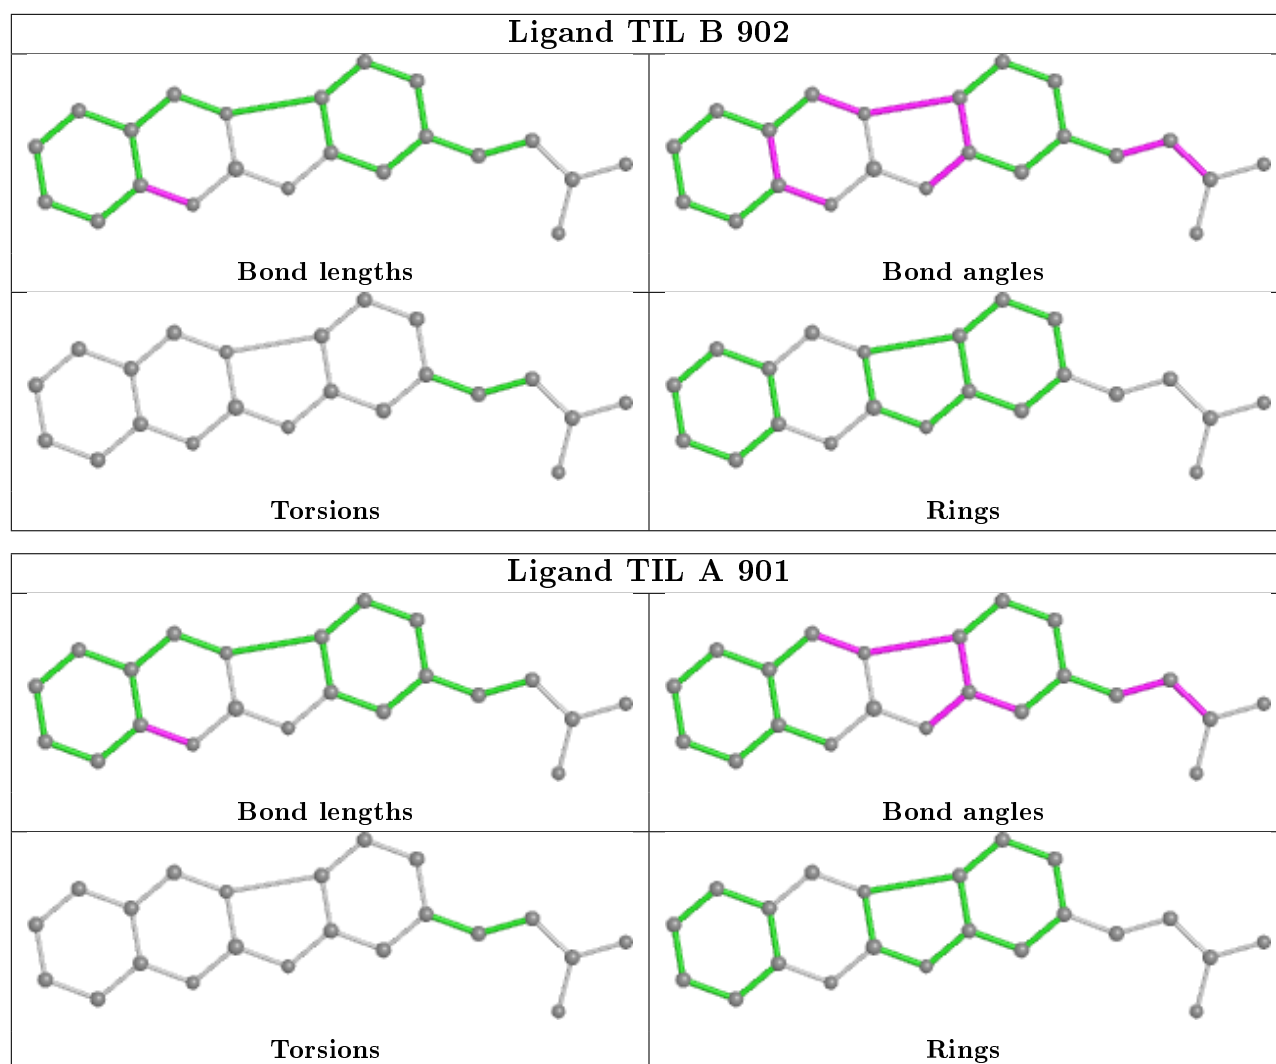 Ligand TIL B 902
Bond lengths
Bond angles
Torsions
Rings
Ligand TIL A 901
Bond lengths
Bond angles
Torsions
Rings